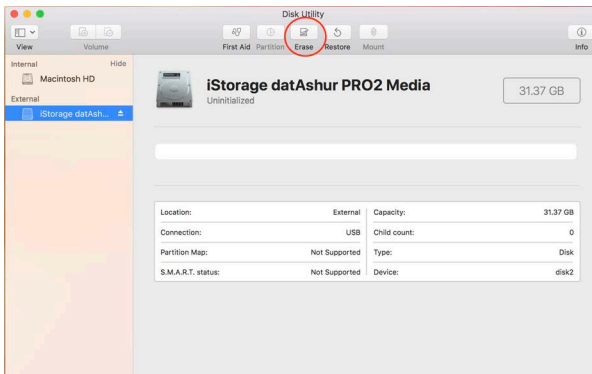 Disk Utility
View Volume First Aid Partition Erase Restore Mount Info
Internal Hide
Macintosh HD
External
iStorage datAsh...
iStorage datAshur PRO2 Media
Uninitialized
31.37 GB
Location: External Capacity: 31.37 GB
Connection: USB Child count: 0
Partition Map: Not Supported Type: Disk
S.M.A.R.T. status: Not Supported Device: disk2